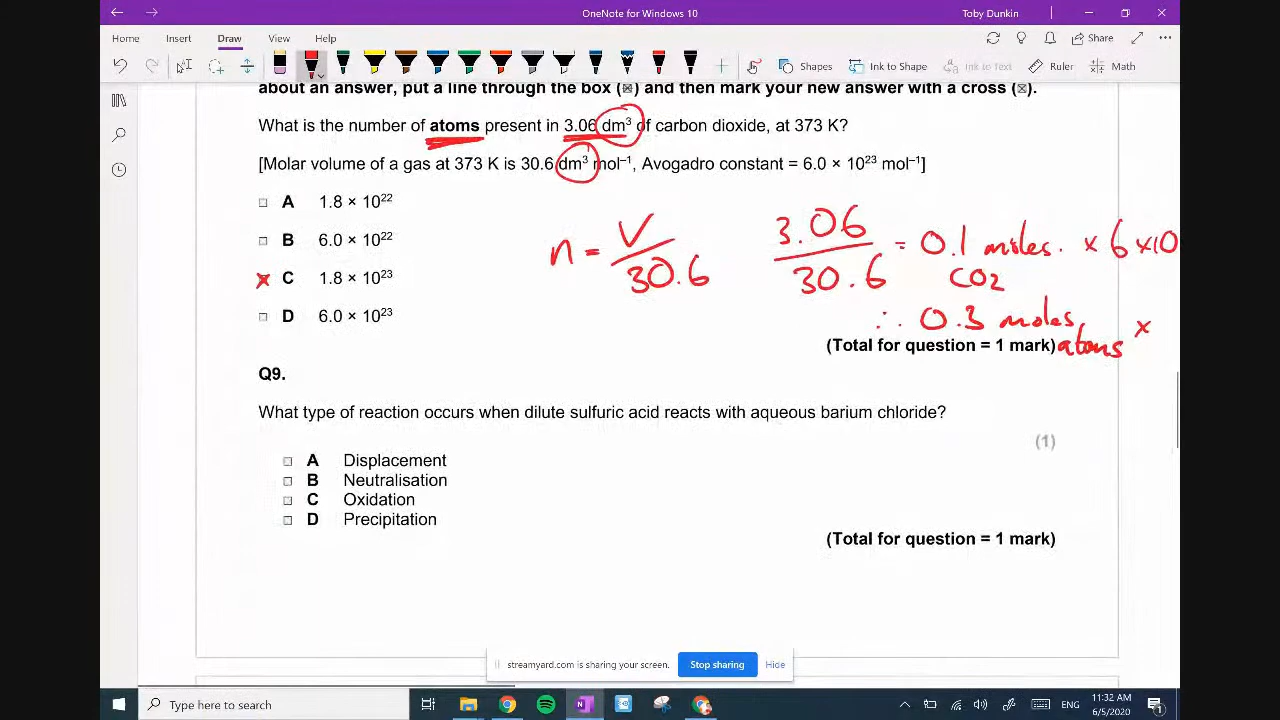 OneNote for Windows 10
Toby Dunkin
Home Insert Draw View Help
Share
Shapes
Ink to Shape
Ink to Text
Ruler
Math
about an answer, put a line through the box (☒) and then mark your new answer with a cross (☒).
What is the number of atoms present in 3.06 dm³ of carbon dioxide, at 373 K?
[Molar volume of a gas at 373 K is 30.6 dm³ mol⁻¹, Avogadro constant = 6.0 × 10²³ mol⁻¹]
A 1.8 × 10²²
B 6.0 × 10²²
C 1.8 × 10²³
D 6.0 × 10²³
n = V/30.6
3.06/30.6 = 0.1 moles. × 6×10
CO2
∴ 0.3 moles
atoms ×
(Total for question = 1 mark)
Q9.
What type of reaction occurs when dilute sulfuric acid reacts with aqueous barium chloride?
(1)
A Displacement
B Neutralisation
C Oxidation
D Precipitation
(Total for question = 1 mark)
streamyard.com is sharing your screen.
Stop sharing
Hide
Type here to search
ENG
11:32 AM
6/5/2020